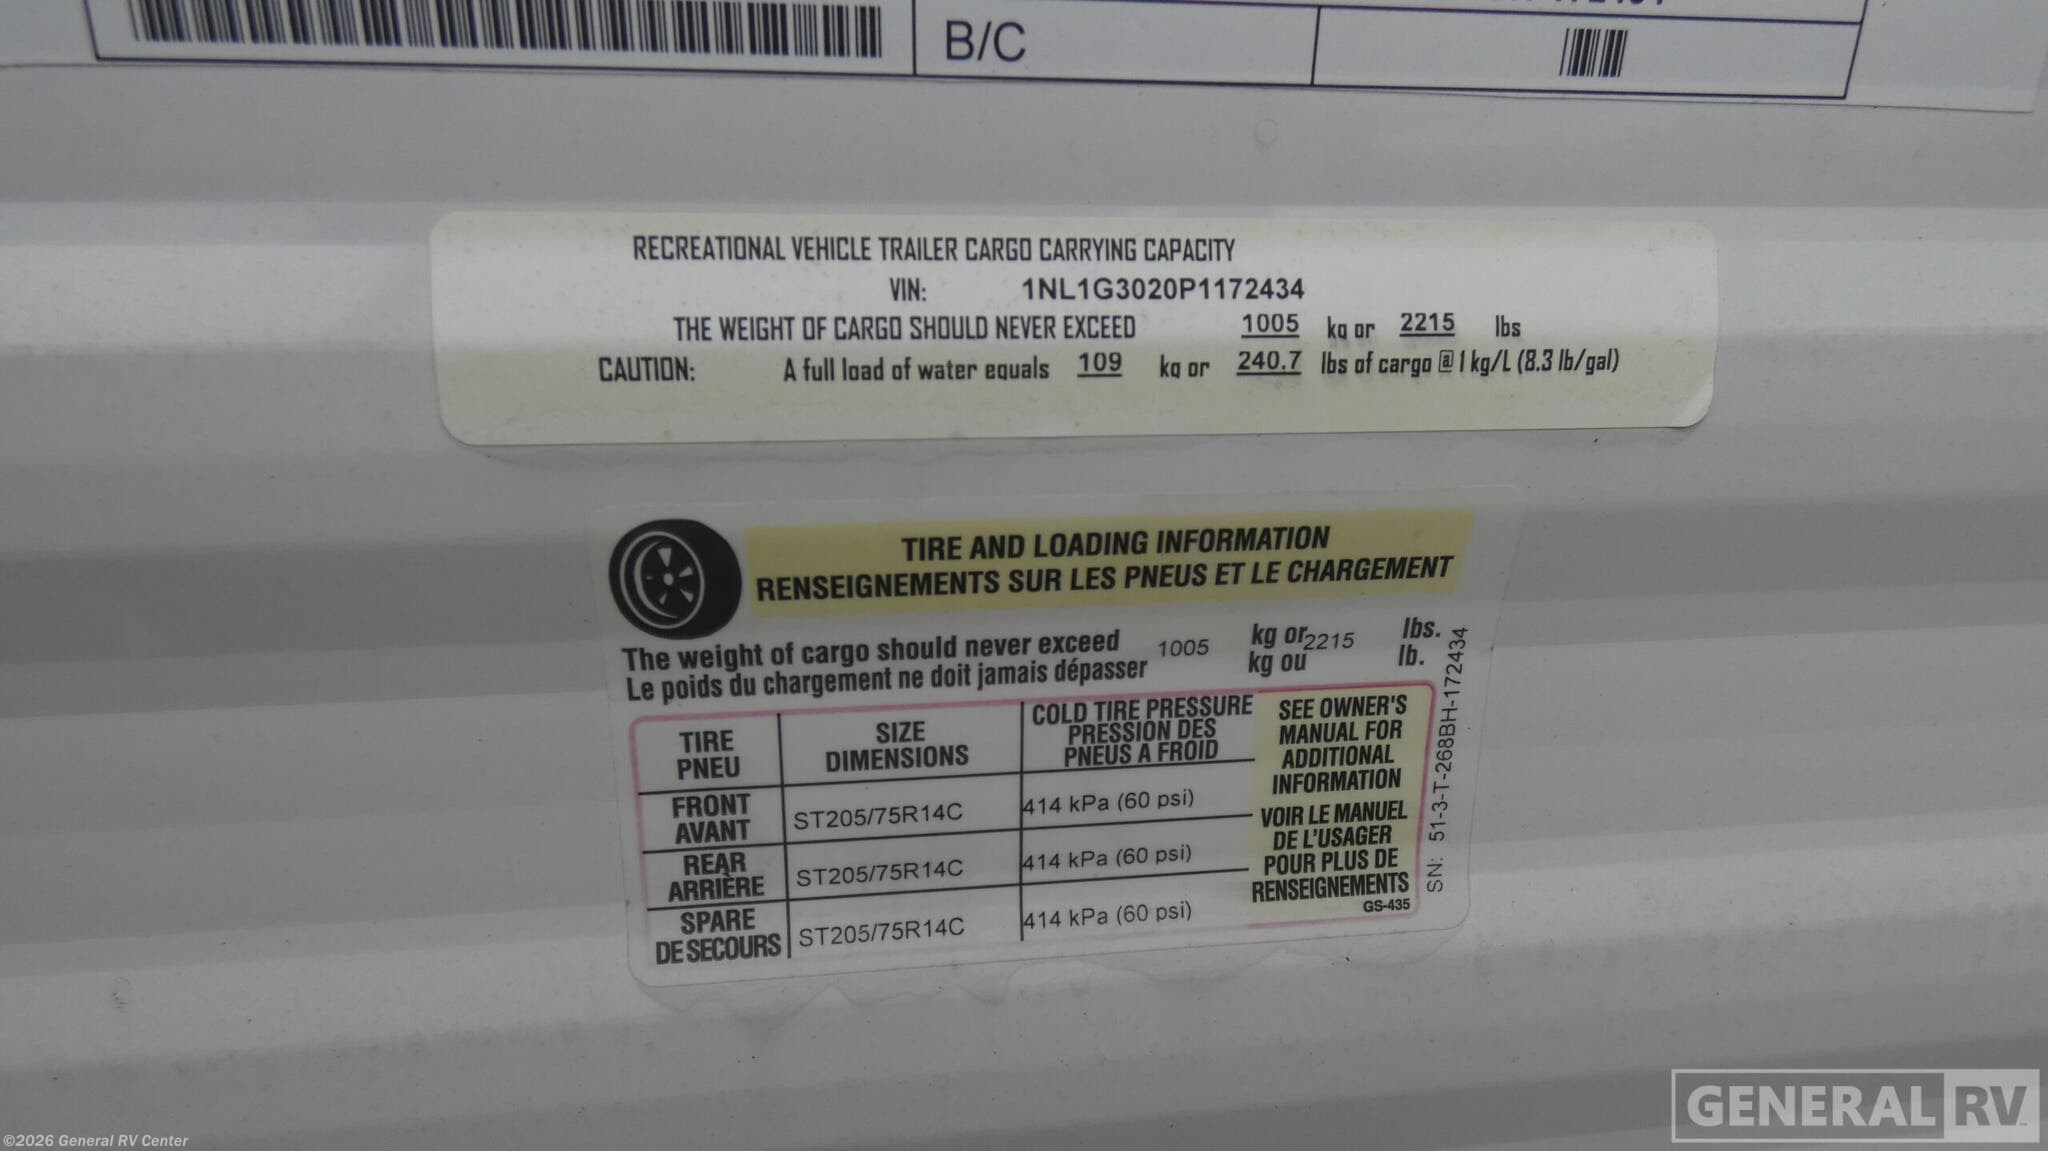 B/C
RECREATIONAL VEHICLE TRAILER CARGO CARRYING CAPACITY
VIN: 1NL1G3020P1172434
THE WEIGHT OF CARGO SHOULD NEVER EXCEED 1005 kg or 2215 lbs
CAUTION: A full load of water equals 109 kg or 240.7 lbs of cargo @ 1 kg/L (8.3 lb/gal)
TIRE AND LOADING INFORMATION
RENSEIGNEMENTS SUR LES PNEUS ET LE CHARGEMENT
The weight of cargo should never exceed 1005 kg or 2215 lbs.
Le poids du chargement ne doit jamais dépasser kg ou lb.
TIRE
PNEU
SIZE
DIMENSIONS
COLD TIRE PRESSURE
PRESSION DES
PNEUS A FROID
FRONT
AVANT
ST205/75R14C
414 kPa (60 psi)
REAR
ARRIÈRE
ST205/75R14C
414 kPa (60 psi)
SPARE
DE SECOURS
ST205/75R14C
414 kPa (60 psi)
SEE OWNER'S
MANUAL FOR
ADDITIONAL
INFORMATION
VOIR LE MANUEL
DE L'USAGER
POUR PLUS DE
RENSEIGNEMENTS
GS-435
SN: 51-3-T-268BH-172434
©2026 General RV Center
GENERAL RV